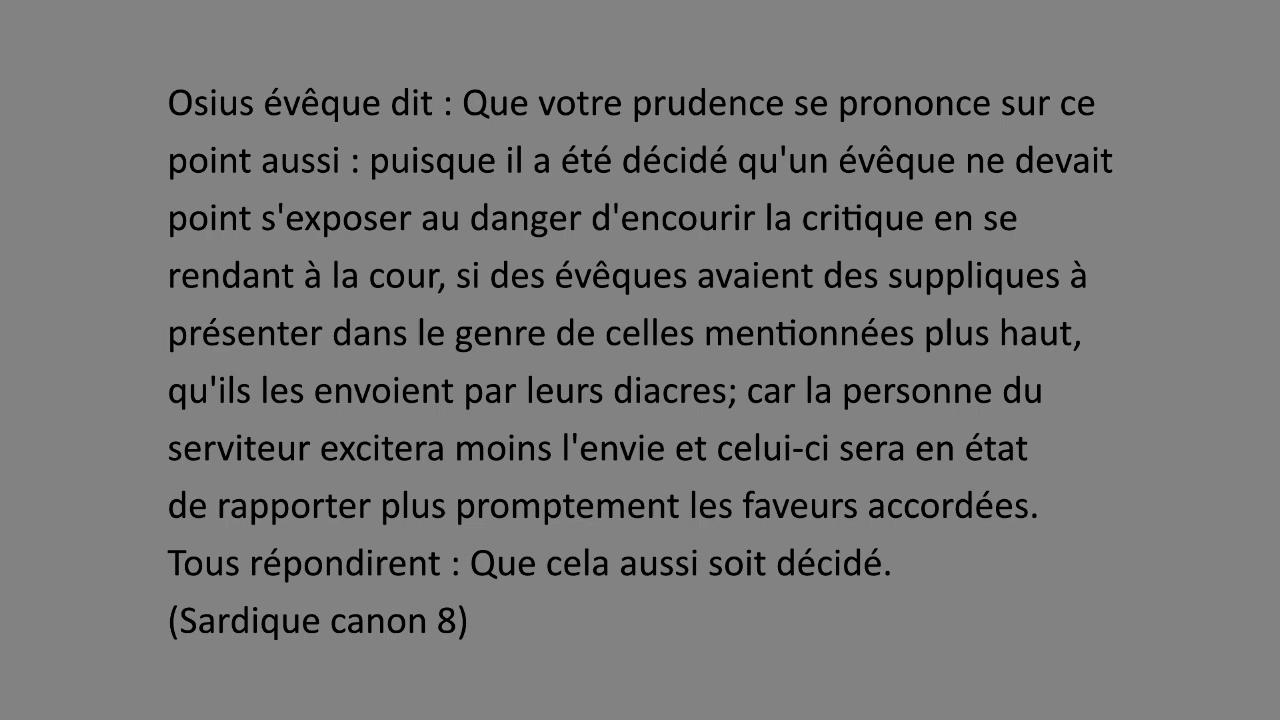 Osius évêque dit : Que votre prudence se prononce sur ce
point aussi : puisque il a été décidé qu'un évêque ne devait
point s'exposer au danger d'encourir la critique en se
rendant à la cour, si des évêques avaient des suppliques à
présenter dans le genre de celles mentionnées plus haut,
qu'ils les envoient par leurs diacres; car la personne du
serviteur excitera moins l'envie et celui-ci sera en état
de rapporter plus promptement les faveurs accordées.
Tous répondirent : Que cela aussi soit décidé.
(Sardique canon 8)